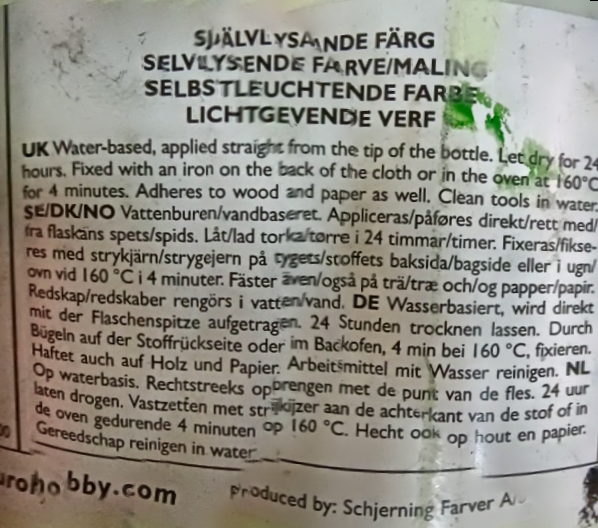 SJÄLVLYSANDE FÄRG
SELVLYSENDE FARVE/MALING
SELBSTLEUCHTENDE FARBE
LICHTGEVENDE VERF
UK Water-based, applied straight from the tip of the bottle. Let dry for 24
hours. Fixed with an iron on the back of the cloth or in the oven at 160°C
for 4 minutes. Adheres to wood and paper as well. Clean tools in water.
SE/DK/NO Vattenburen/vandbaseret. Appliceras/påføres direkt/rett med/
fra flaskans spets/spids. Låt/lad torka/tørre i 24 timmar/timer. Fixeras/fikse-
res med strykjärn/strygejern på tygets/stoffets baksida/bagside eller i ugn/
ovn vid 160 °C i 4 minuter. Fäster även/også på trä/træ och/og papper/papir.
Redskap/redskaber rengörs i vatten/vand. DE Wasserbasiert, wird direkt
mit der Flaschenspitze aufgetragen. 24 Stunden trocknen lassen. Durch
Bügeln auf der Stoffrückseite oder im Backofen, 4 min bei 160 °C, fixieren.
Haftet auch auf Holz und Papier. Arbeitsmittel mit Wasser reinigen. NL
Op waterbasis. Rechtstreeks opbrengen met de punt van de fles. 24 uur
laten drogen. Vastzetten met strijkijzer aan de achterkant van de stof of in
de oven gedurende 4 minuten op 160 °C. Hecht ook op hout en papier.
Gereedschap reinigen in water
urohobby.com
Produced by: Schjerning Farver A